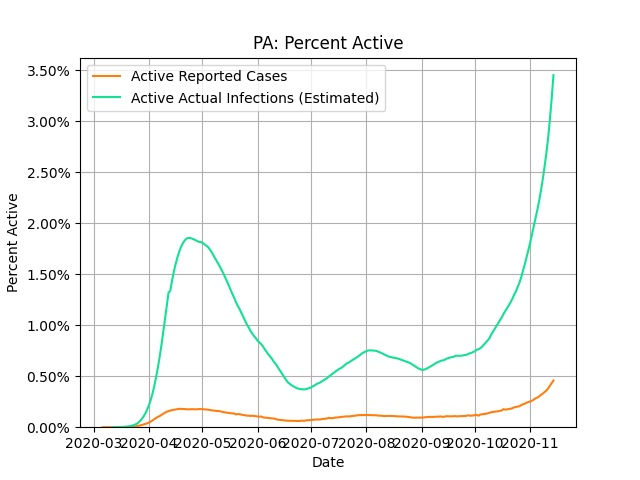 PA: Percent Active
Active Reported Cases
Active Actual Infections (Estimated)
Percent Active
3.50%
3.00%
2.50%
2.00%
1.50%
1.00%
0.50%
0.00%
2020-03 2020-04 2020-05 2020-06 2020-07 2020-08 2020-09 2020-10 2020-11
Date